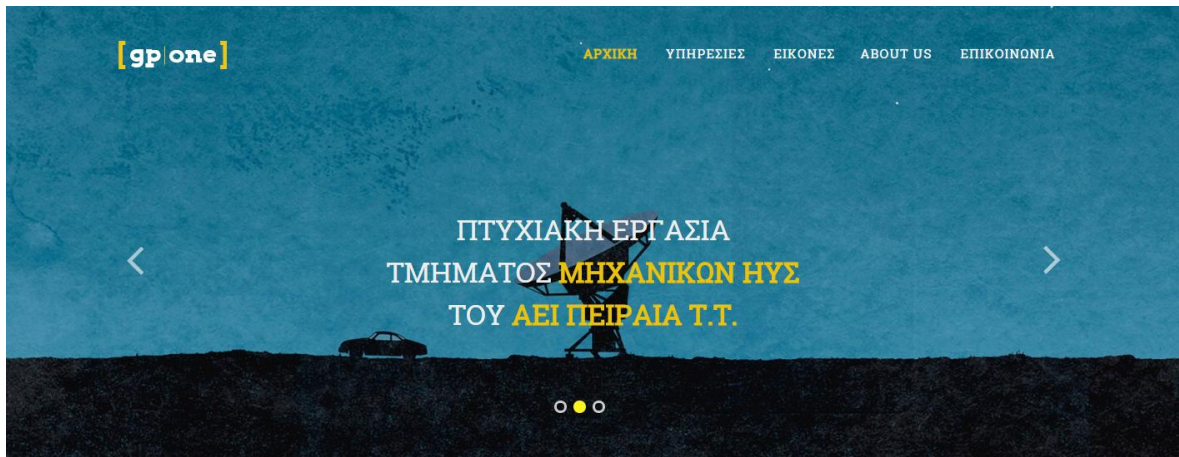 [gp|one]
ΑΡΧΙΚΗ ΥΠΗΡΕΣΙΕΣ ΕΙΚΟΝΕΣ ABOUT US ΕΠΙΚΟΙΝΩΝΙΑ
ΠΤΥΧΙΑΚΗ ΕΡΓΑΣΙΑ
ΤΜΗΜΑΤΟΣ ΜΗΧΑΝΙΚΩΝ ΗΥΣ
ΤΟΥ ΑΕΙ ΠΕΙΡΑΙΑ Τ.Τ.